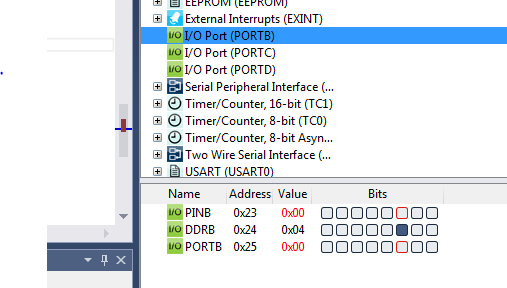 EEPROM (EEPROM)
External Interrupts (EXINT)
I/O I/O Port (PORTB)
I/O I/O Port (PORTC)
I/O I/O Port (PORTD)
Serial Peripheral Interface (...
Timer/Counter, 16-bit (TC1)
Timer/Counter, 8-bit (TC0)
Timer/Counter, 8-bit Asyn...
Two Wire Serial Interface (...
USART (USART0)
Name Address Value Bits
I/O PINB 0x23 0x00
I/O DDRB 0x24 0x04
I/O PORTB 0x25 0x00